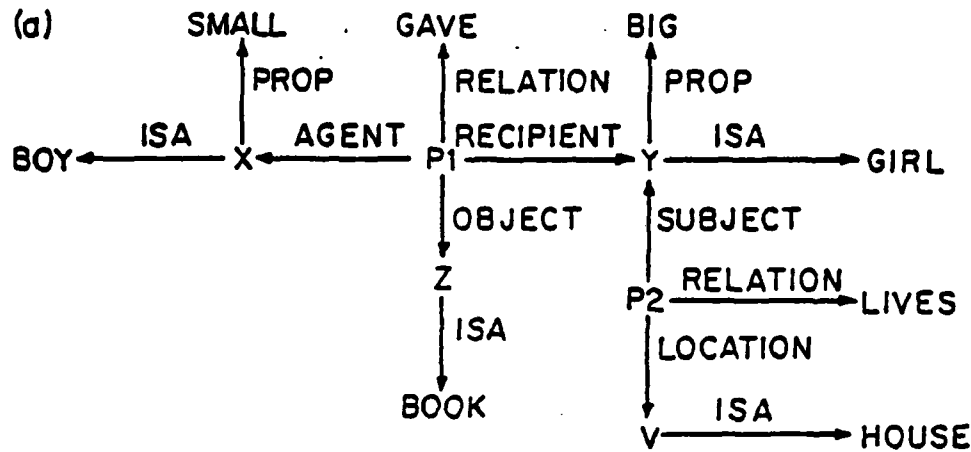 (a) SMALL GAVE BIG
PROP RELATION PROP
ISA AGENT RECIPIENT ISA
BOY X P1 Y GIRL
OBJECT SUBJECT
Z RELATION
P2 LIVES
ISA LOCATION
BOOK ISA
V HOUSE